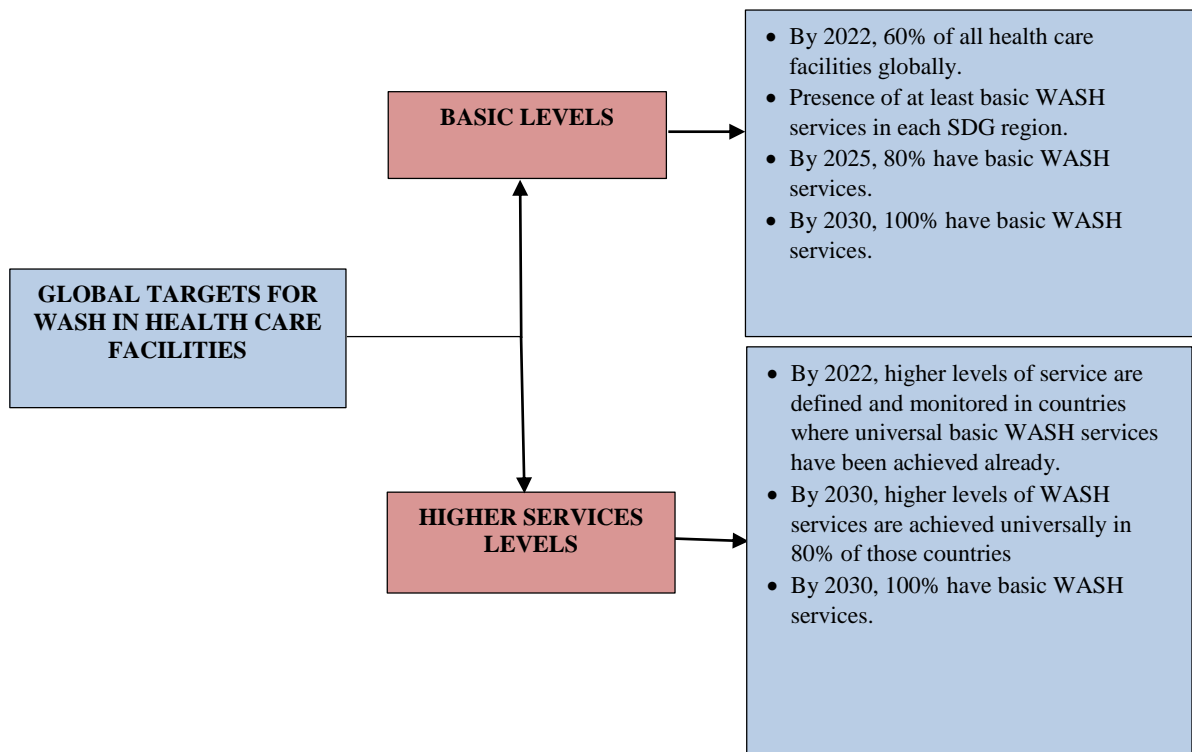 GLOBAL TARGETS FOR
WASH IN HEALTH CARE
FACILITIES
BASIC LEVELS
• By 2022, 60% of all health care
facilities globally.
• Presence of at least basic WASH
services in each SDG region.
• By 2025, 80% have basic WASH
services.
• By 2030, 100% have basic WASH
services.
HIGHER SERVICES
LEVELS
• By 2022, higher levels of service are
defined and monitored in countries
where universal basic WASH services
have been achieved already.
• By 2030, higher levels of WASH
services are achieved universally in
80% of those countries
• By 2030, 100% have basic WASH
services.